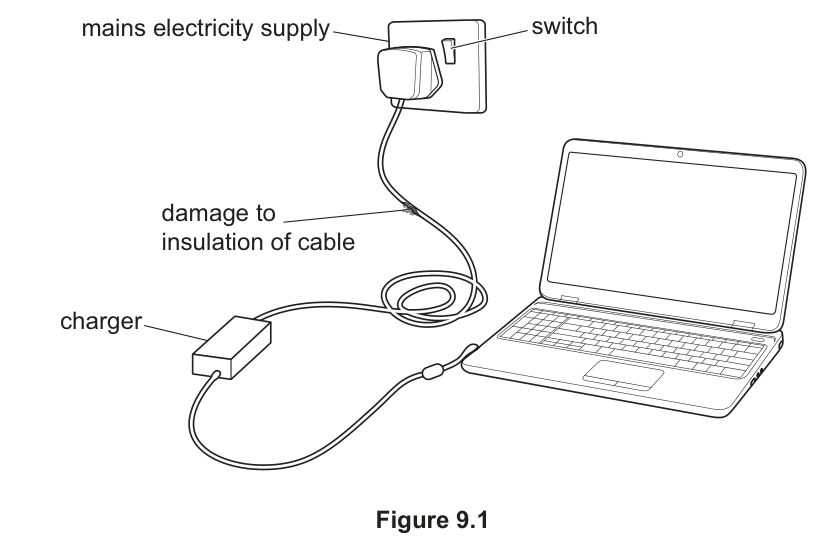 mains electricity supply
switch
damage to
insulation of cable
charger
Figure 9.1